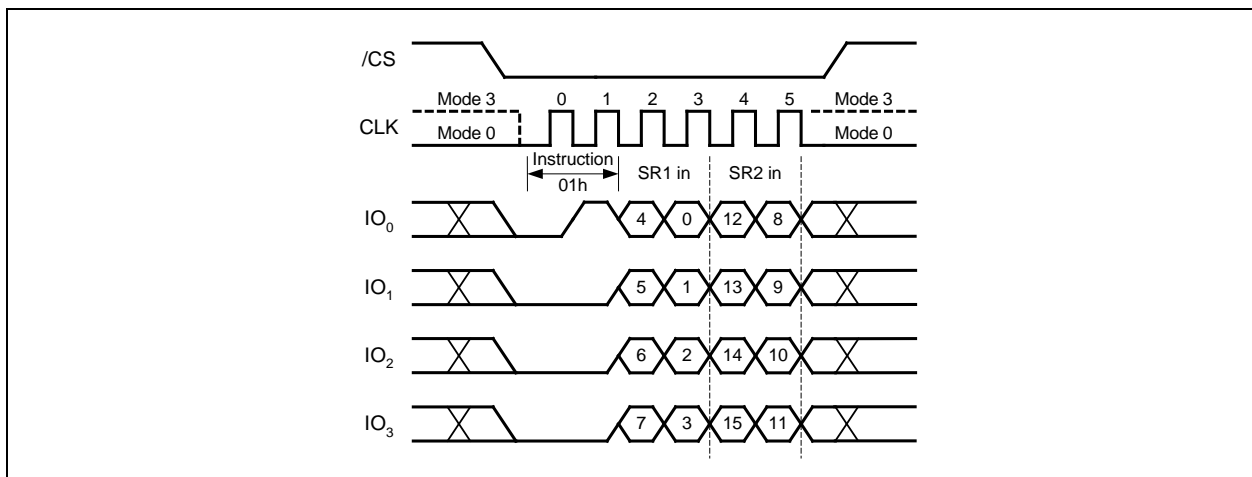 /CS
Mode 3 0 1 2 3 4 5 Mode 3
CLK
Mode 0 Mode 0
Instruction
01h
SR1 in SR2 in
IO0 4 0 12 8
IO1 5 1 13 9
IO2 6 2 14 10
IO3 7 3 15 11